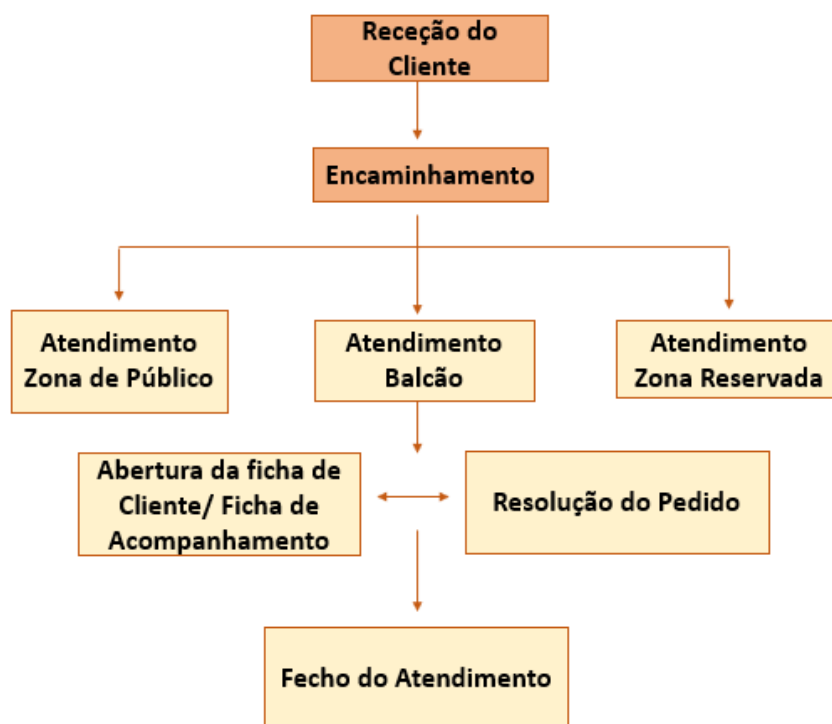 Receção do
Cliente
Encaminhamento
Atendimento
Zona de Público
Atendimento
Balcão
Atendimento
Zona Reservada
Abertura da ficha de
Cliente/ Ficha de
Acompanhamento
Resolução do Pedido
Fecho do Atendimento